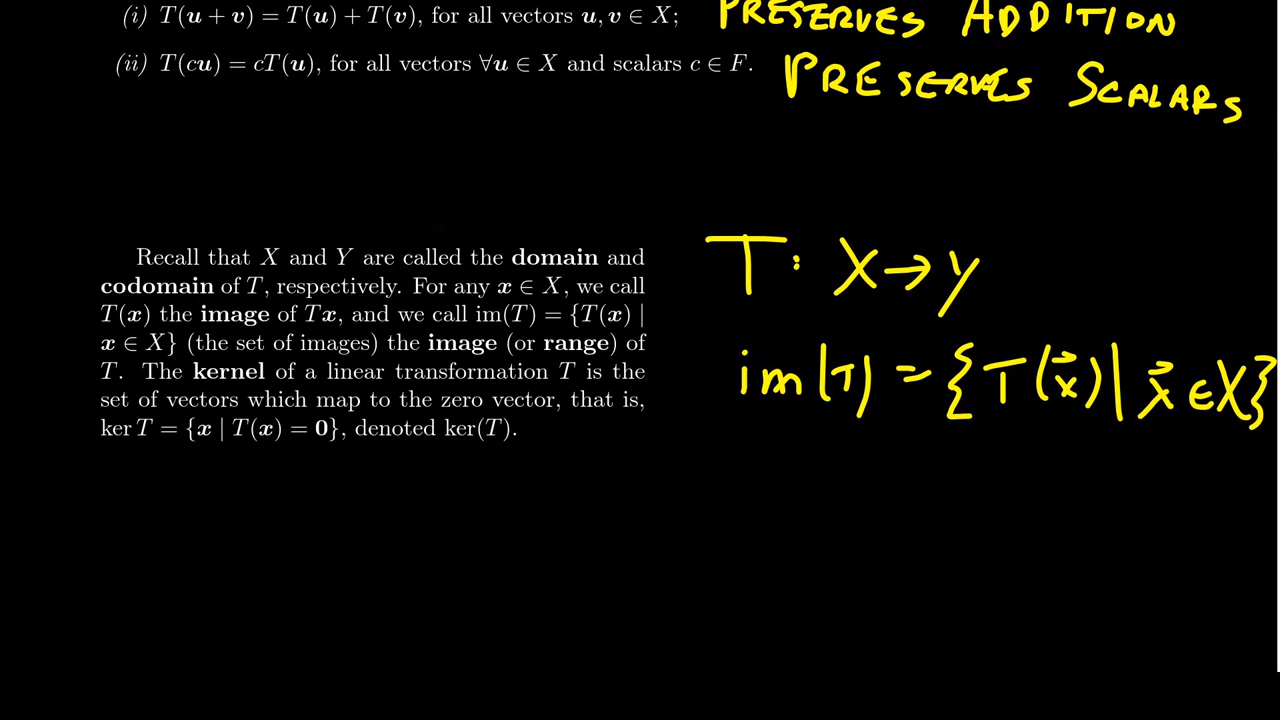 (i) T(u + v) = T(u) + T(v), for all vectors u, v ∈ X;
PRESERVES ADDITION
(ii) T(cu) = cT(u), for all vectors ∀u ∈ X and scalars c ∈ F.
PRESERVES SCALARS
Recall that X and Y are called the domain and
codomain of T, respectively. For any x ∈ X, we call
T(x) the image of Tx, and we call im(T) = {T(x) |
x ∈ X} (the set of images) the image (or range) of
T. The kernel of a linear transformation T is the
set of vectors which map to the zero vector, that is,
ker T = {x | T(x) = 0}, denoted ker(T).
T: X → Y
im(T) = {T(x⃗) | x⃗ ∈ X}